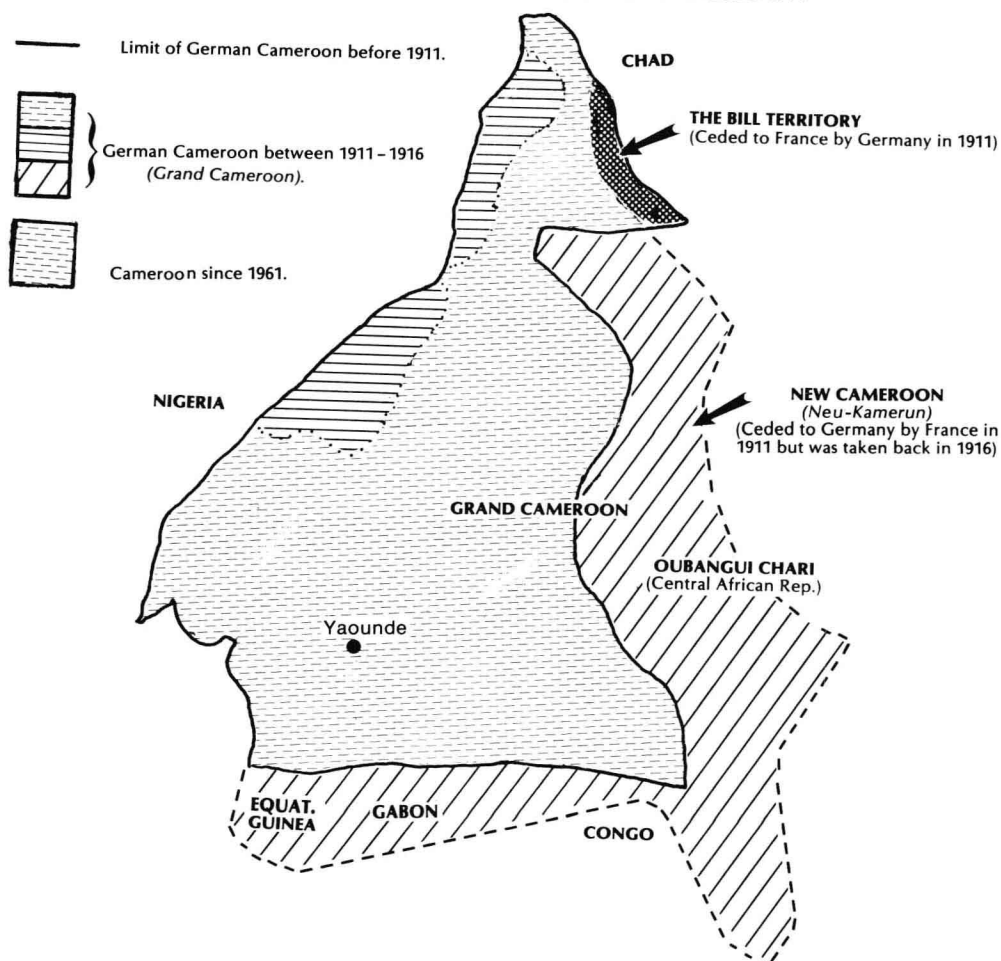 Limit of German Cameroon before 1911.
German Cameroon between 1911–1916
(Grand Cameroon).
Cameroon since 1961.
CHAD
THE BILL TERRITORY
(Ceded to France by Germany in 1911)
NIGERIA
NEW CAMEROON
(Neu-Kamerun)
(Ceded to Germany by France in
1911 but was taken back in 1916)
GRAND CAMEROON
OUBANGUI CHARI
(Central African Rep.)
Yaounde
EQUAT.
GUINEA
GABON
CONGO